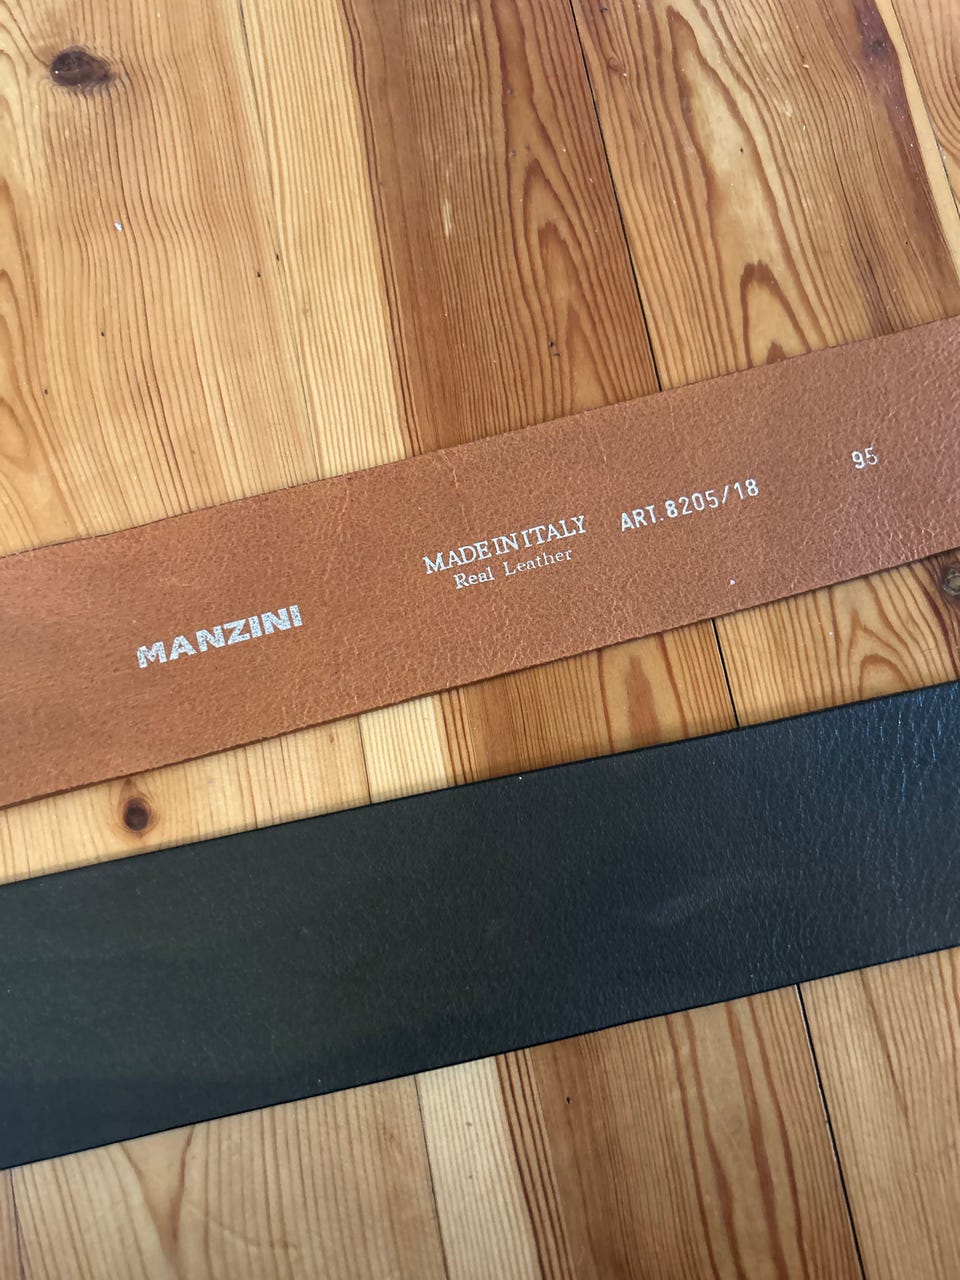 MANZINI
MADE IN ITALY
Real Leather
ART.8205/18
95